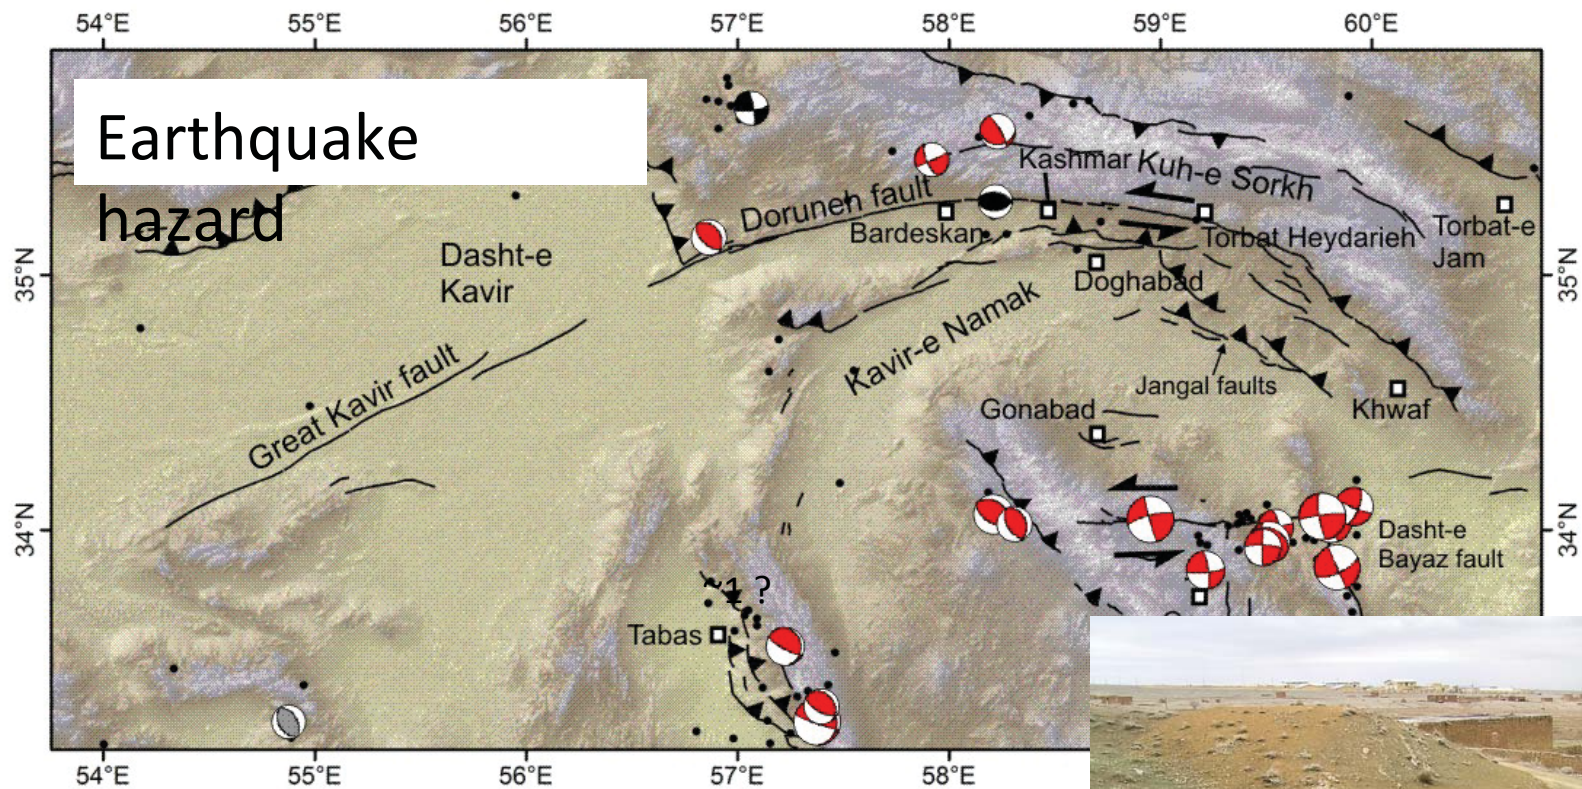 54°E 55°E 56°E 57°E 58°E 59°E 60°E
Earthquake
hazard
Kashmar
Kuh-e Sorkh
Doruneh fault
Bardeskan
Torbat Heydarieh
Torbat-e
Jam
Dasht-e
Kavir
35°N
35°N
Doghabad
Kavir-e Namak
Great Kavir fault
Jangal faults
Gonabad
Khwaf
34°N
34°N
Dasht-e
Bayaz fault
~1 ?
Tabas
54°E 55°E 56°E 57°E 58°E